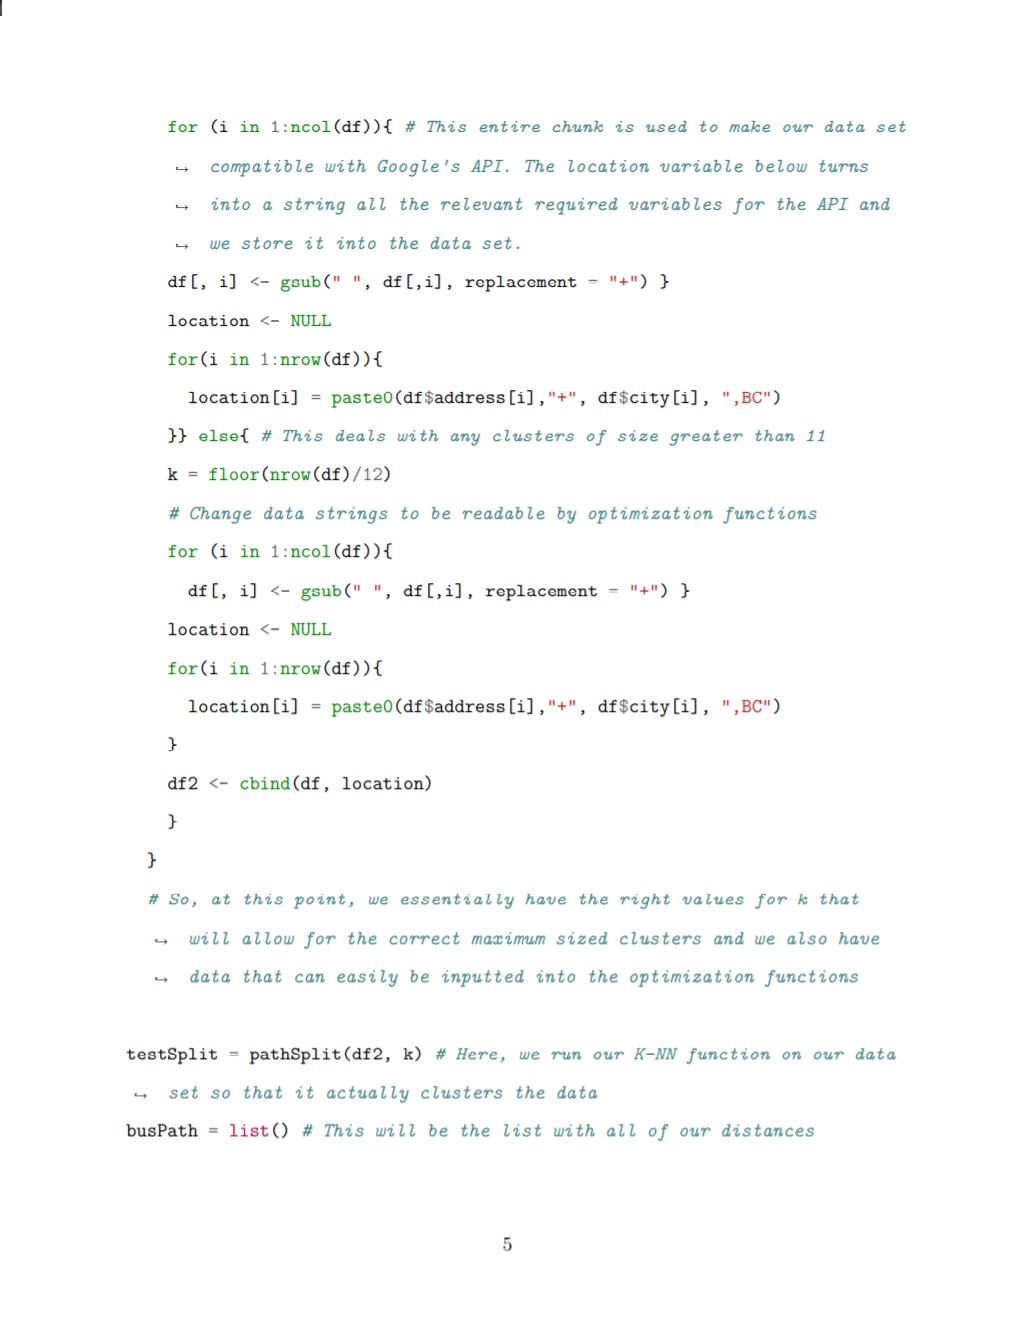 for (i in 1:ncol(df)){ # This entire chunk is used to make our data set
↪ compatible with Google's API. The location variable below turns
↪ into a string all the relevant required variables for the API and
↪ we store it into the data set.
df[, i] <- gsub(" ", df[,i], replacement = "+") }
location <- NULL
for(i in 1:nrow(df)){
location[i] = paste0(df$address[i],"+", df$city[i], ",BC")
}} else{ # This deals with any clusters of size greater than 11
k = floor(nrow(df)/12)
# Change data strings to be readable by optimization functions
for (i in 1:ncol(df)){
df[, i] <- gsub(" ", df[,i], replacement = "+") }
location <- NULL
for(i in 1:nrow(df)){
location[i] = paste0(df$address[i],"+", df$city[i], ",BC")
}
df2 <- cbind(df, location)
}
}
# So, at this point, we essentially have the right values for k that
↪ will allow for the correct maximum sized clusters and we also have
↪ data that can easily be inputted into the optimization functions
testSplit = pathSplit(df2, k) # Here, we run our K-NN function on our data
↪ set so that it actually clusters the data
busPath = list() # This will be the list with all of our distances
5